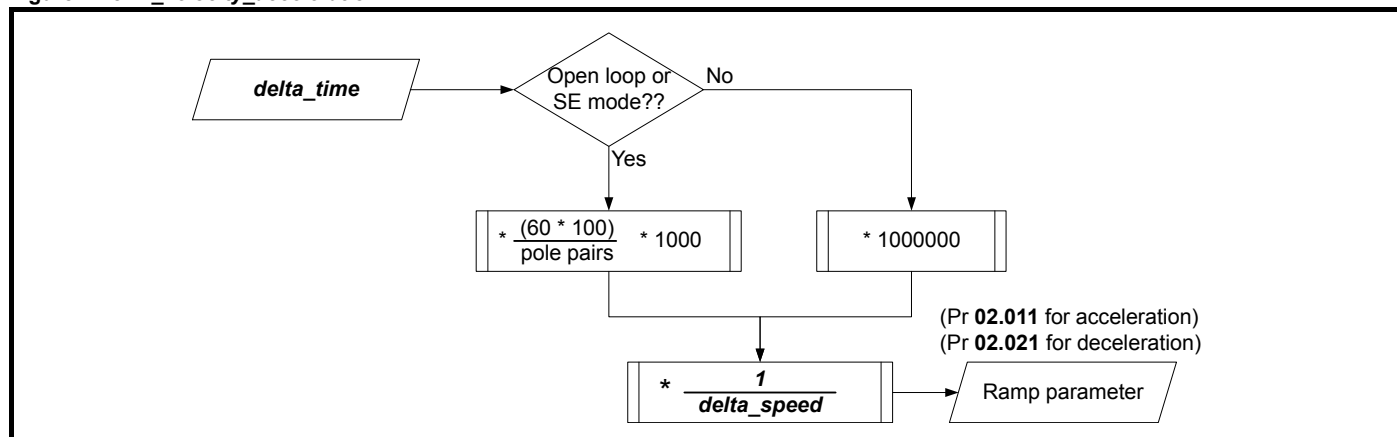 delta_time
Open loop or
SE mode??
No
Yes
* (60 * 100)
pole pairs
* 1000
* 1000000
(Pr 02.011 for acceleration)
(Pr 02.021 for deceleration)
* 1
delta_speed
Ramp parameter